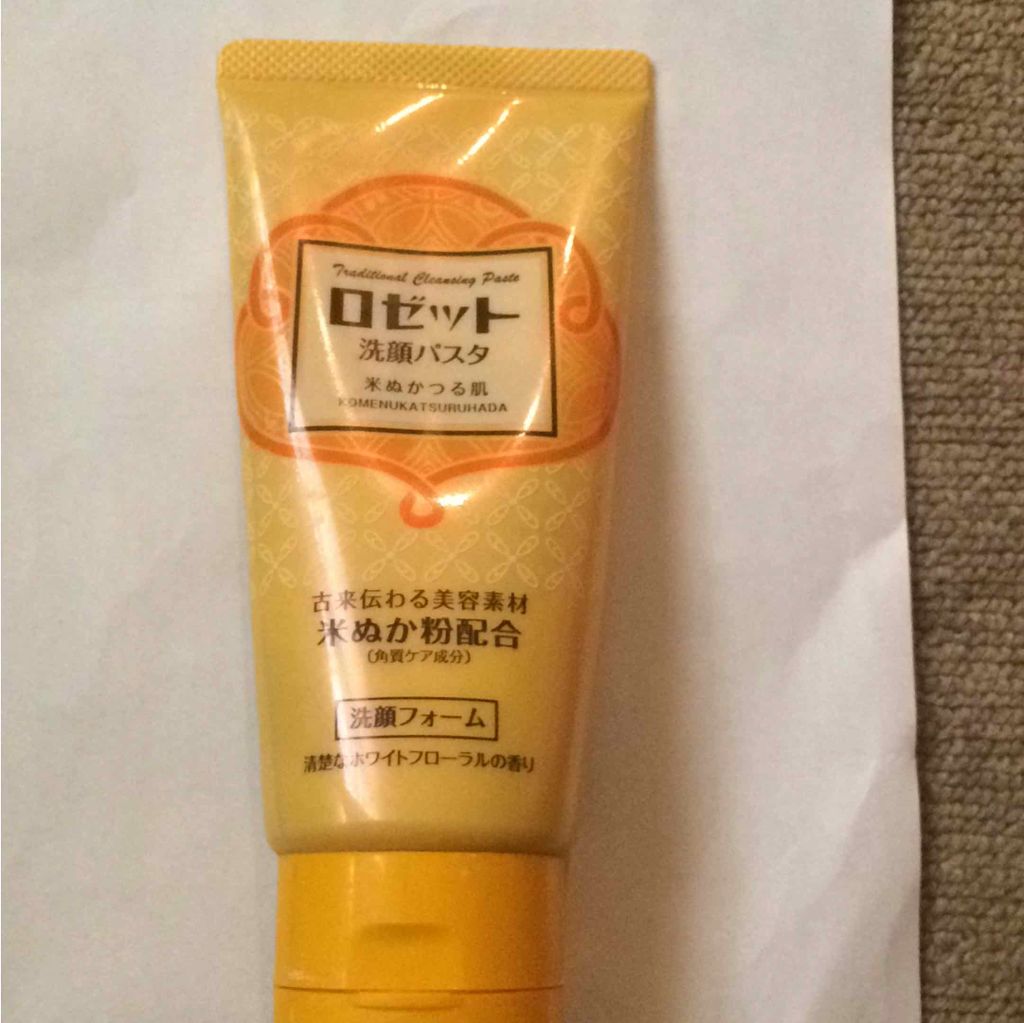 Traditional Cleansing Paste
ロゼット
洗顔パスタ
米ぬかつる肌
KOMENUKATSURUHADA
古来伝わる美容素材
米ぬか粉配合
(角質ケア成分)
洗顔フォーム
清楚なホワイトフローラルの香り